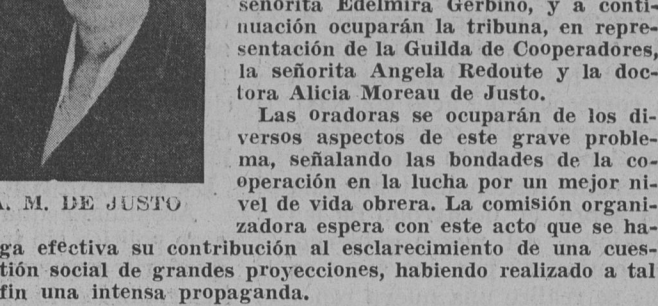 señorita Edelmira Gerbino, y a conti-
nuación ocuparán la tribuna, en repre-
sentación de la Guilda de Cooperadores,
la señorita Angela Redoute y la doc-
tora Alicia Moreau de Justo.
Las oradoras se ocuparán de los di-
versos aspectos de este grave proble-
ma, señalando las bondades de la co-
operación en la lucha por un mejor ni-
vel de vida obrera. La comisión organi-
zadora espera con este acto que se ha-
ga efectiva su contribución al esclarecimiento de una cues-
tión social de grandes proyecciones, habiendo realizado a tal
fin una intensa propaganda.
A. M. DE JUSTO